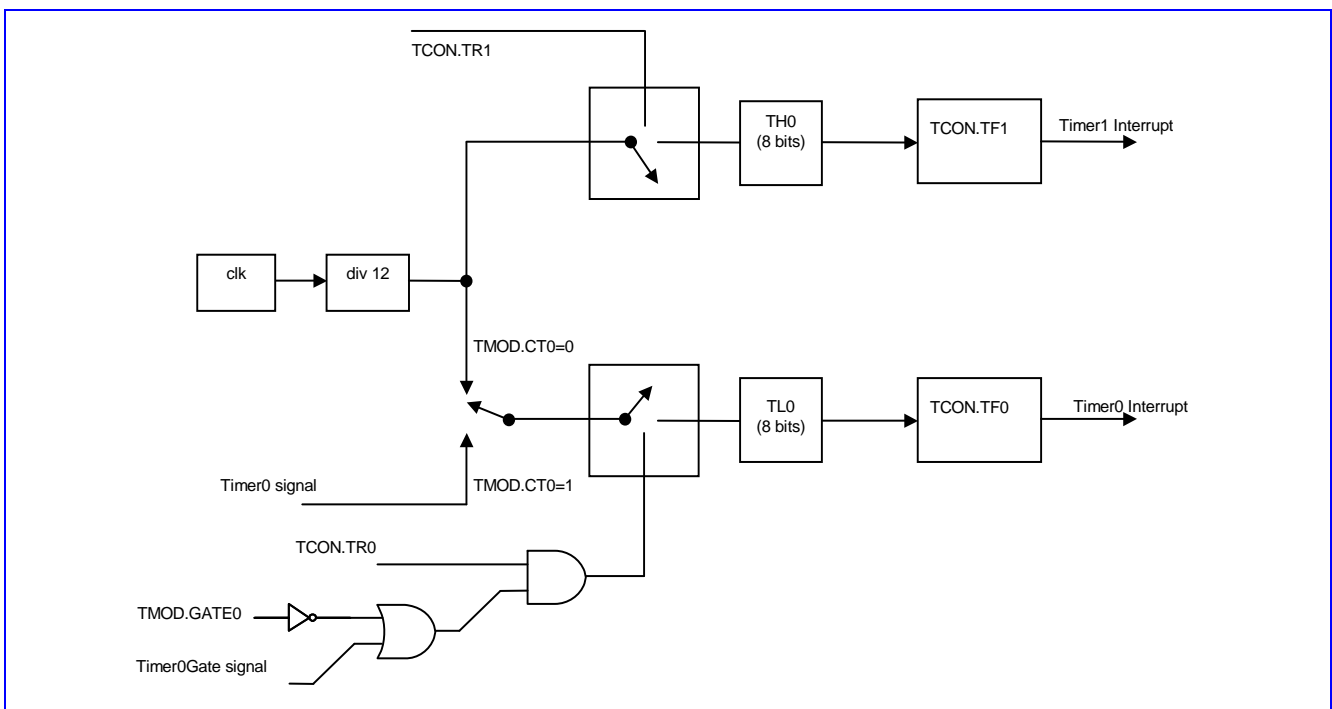 TCON.TR1
TH0
(8 bits)
TCON.TF1
Timer1 Interrupt
clk
div 12
TMOD.CT0=0
TL0
(8 bits)
TCON.TF0
Timer0 Interrupt
Timer0 signal
TMOD.CT0=1
TCON.TR0
TMOD.GATE0
Timer0Gate signal